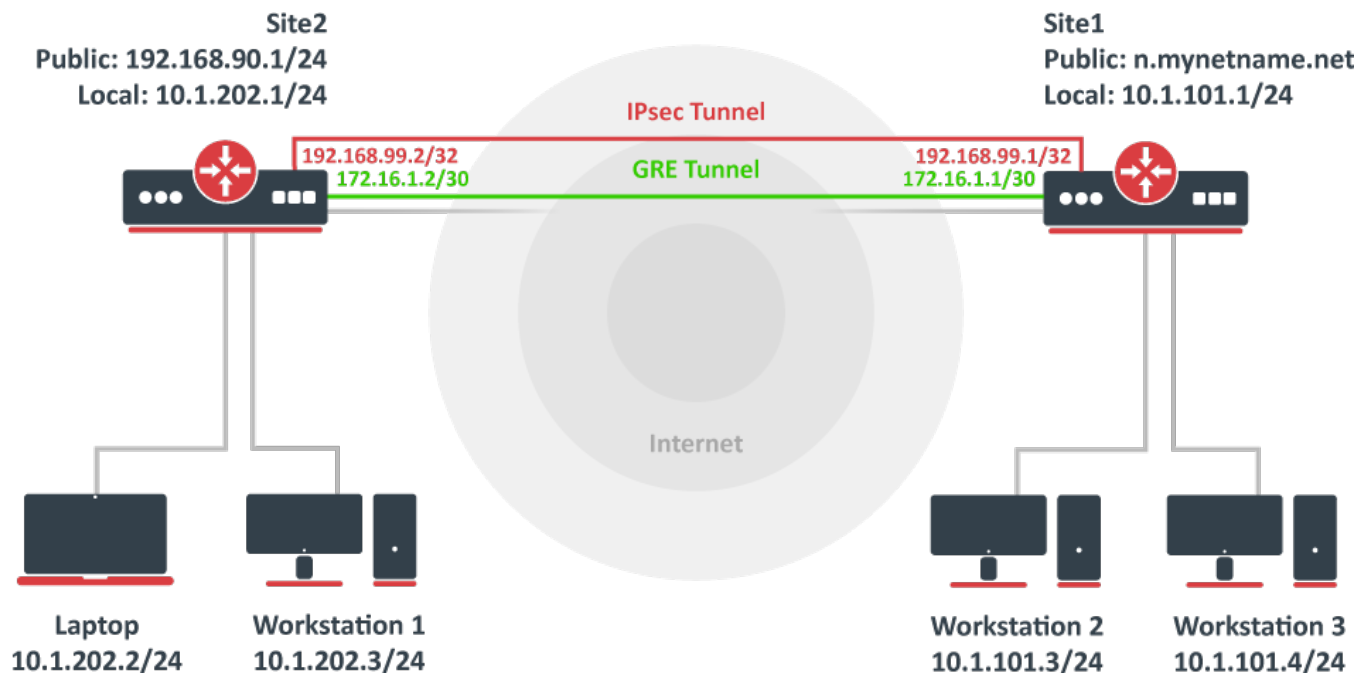 Site2
Public: 192.168.90.1/24
Local: 10.1.202.1/24
Site1
Public: n.mynetname.net
Local: 10.1.101.1/24
IPsec Tunnel
192.168.99.2/32
192.168.99.1/32
GRE Tunnel
172.16.1.2/30
172.16.1.1/30
Internet
Laptop
10.1.202.2/24
Workstation 1
10.1.202.3/24
Workstation 2
10.1.101.3/24
Workstation 3
10.1.101.4/24